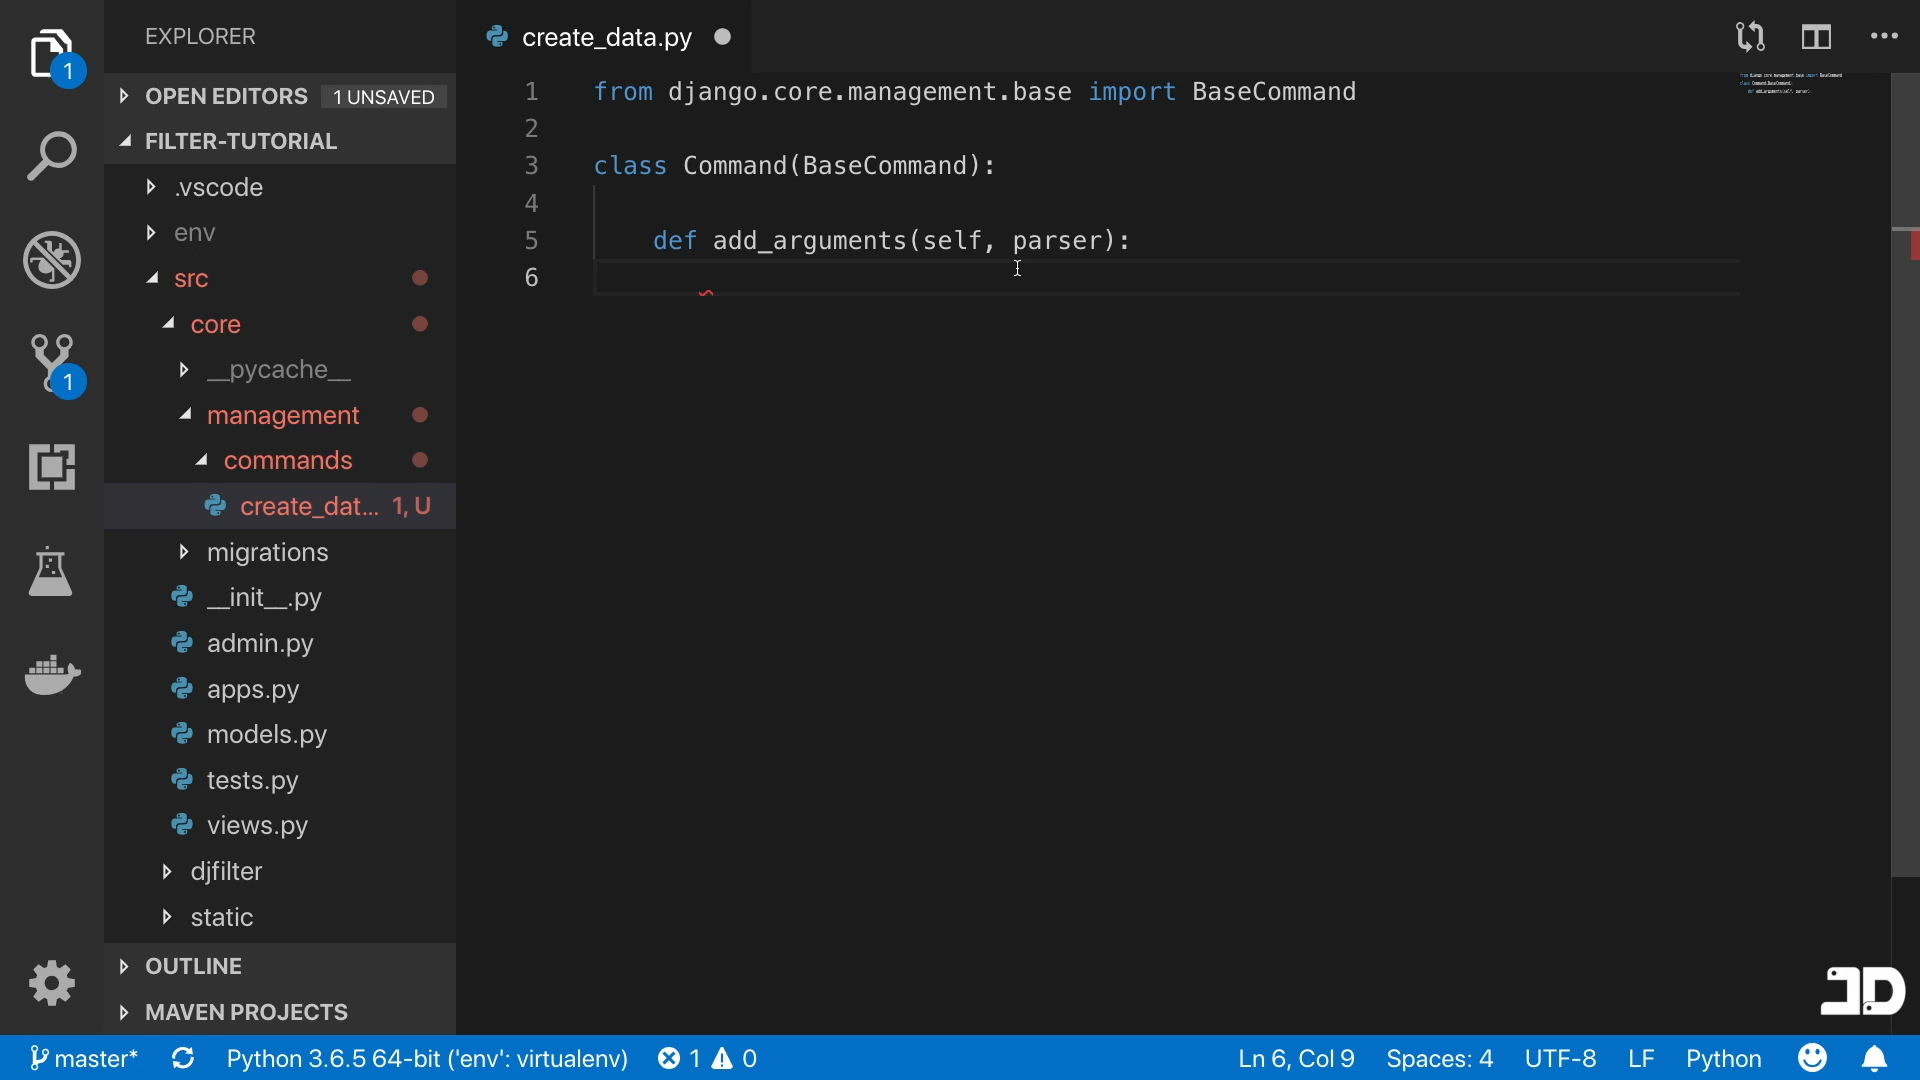 EXPLORER
OPEN EDITORS 1 UNSAVED
FILTER-TUTORIAL
.vscode
env
src
core
__pycache__
management
commands
create_dat... 1, U
migrations
__init__.py
admin.py
apps.py
models.py
tests.py
views.py
djfilter
static
OUTLINE
MAVEN PROJECTS
1
1
create_data.py
1 from django.core.management.base import BaseCommand
2
3 class Command(BaseCommand):
4
5 def add_arguments(self, parser):
6
JD
master* Python 3.6.5 64-bit ('env': virtualenv) 1 0 Ln 6, Col 9 Spaces: 4 UTF-8 LF Python